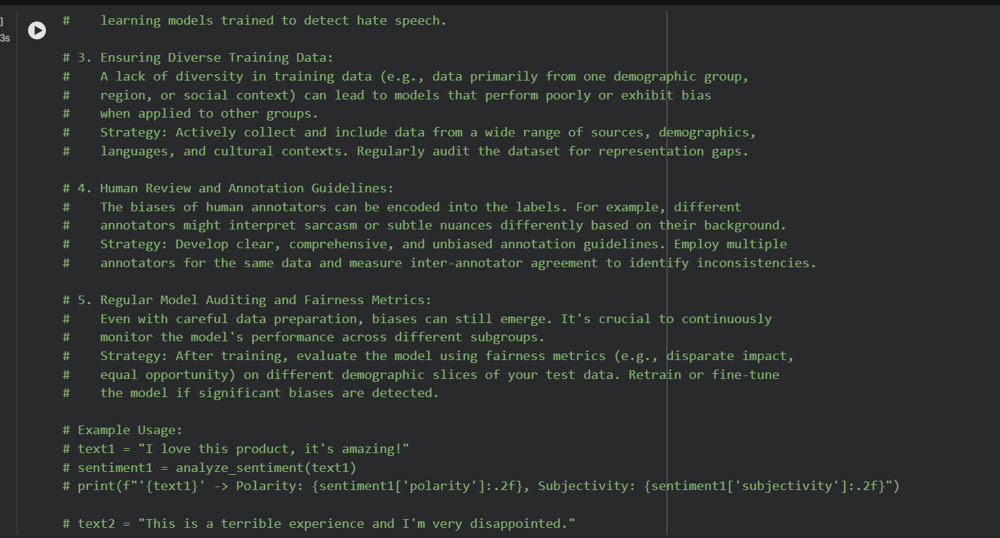 ]
3s
#    learning models trained to detect hate speech.
# 3. Ensuring Diverse Training Data:
#    A lack of diversity in training data (e.g., data primarily from one demographic group,
#    region, or social context) can lead to models that perform poorly or exhibit bias
#    when applied to other groups.
#    Strategy: Actively collect and include data from a wide range of sources, demographics,
#    languages, and cultural contexts. Regularly audit the dataset for representation gaps.
# 4. Human Review and Annotation Guidelines:
#    The biases of human annotators can be encoded into the labels. For example, different
#    annotators might interpret sarcasm or subtle nuances differently based on their background.
#    Strategy: Develop clear, comprehensive, and unbiased annotation guidelines. Employ multiple
#    annotators for the same data and measure inter-annotator agreement to identify inconsistencies.
# 5. Regular Model Auditing and Fairness Metrics:
#    Even with careful data preparation, biases can still emerge. It's crucial to continuously
#    monitor the model's performance across different subgroups.
#    Strategy: After training, evaluate the model using fairness metrics (e.g., disparate impact,
#    equal opportunity) on different demographic slices of your test data. Retrain or fine-tune
#    the model if significant biases are detected.
# Example Usage:
# text1 = "I love this product, it's amazing!"
# sentiment1 = analyze_sentiment(text1)
# print(f"'{text1}' -> Polarity: {sentiment1['polarity']:.2f}, Subjectivity: {sentiment1['subjectivity']:.2f}")
# text2 = "This is a terrible experience and I'm very disappointed."